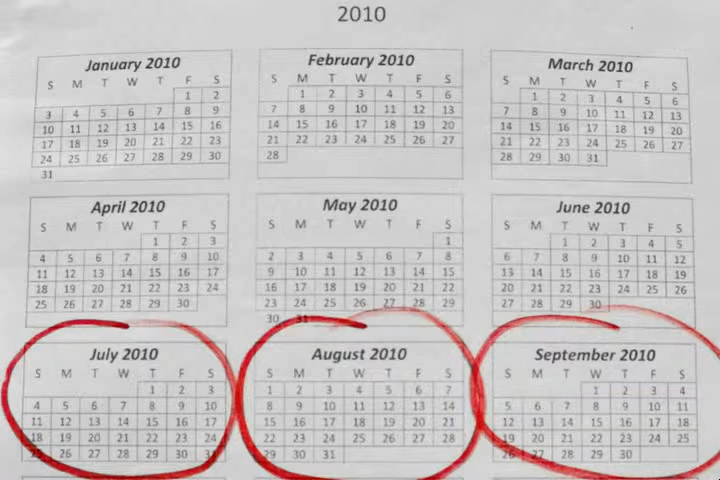 2010
January 2010
S M T W T F S
1 2
3 4 5 6 7 8 9
10 11 12 13 14 15 16
17 18 19 20 21 22 23
24 25 26 27 28 29 30
31
February 2010
S M T W T F S
1 2 3 4 5 6
7 8 9 10 11 12 13
14 15 16 17 18 19 20
21 22 23 24 25 26 27
28
March 2010
S M T W T F S
1 2 3 4 5 6
7 8 9 10 11 12 13
14 15 16 17 18 19 20
21 22 23 24 25 26 27
28 29 30 31
April 2010
S M T W T F S
1 2 3
4 5 6 7 8 9 10
11 12 13 14 15 16 17
18 19 20 21 22 23 24
25 26 27 28 29 30
May 2010
S M T W T F S
1
2 3 4 5 6 7 8
9 10 11 12 13 14 15
16 17 18 19 20 21 22
23 24 25 26 27 28 29
30 31
June 2010
S M T W T F S
1 2 3 4 5
6 7 8 9 10 11 12
13 14 15 16 17 18 19
20 21 22 23 24 25 26
27 28 29 30
July 2010
S M T W T F S
1 2 3
4 5 6 7 8 9 10
11 12 13 14 15 16 17
18 19 20 21 22 23 24
25 26 27 28 29 30 31
August 2010
S M T W T F S
1 2 3 4 5 6 7
8 9 10 11 12 13 14
15 16 17 18 19 20 21
22 23 24 25 26 27 28
29 30 31
September 2010
S M T W T F S
1 2 3 4
5 6 7 8 9 10 11
12 13 14 15 16 17 18
19 20 21 22 23 24 25
26 27 28 29 30